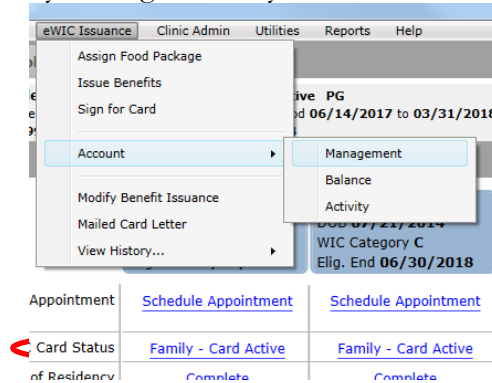 eWIC Issuance Clinic Admin Utilities Reports Help
Assign Food Package
Issue Benefits
ive PG
Sign for Card
06/14/2017 to 03/31/2018
Account
Management
Balance
Activity
Modify Benefit Issuance
Mailed Card Letter
WIC Category C
View History...
Elig. End 06/30/2018
Appointment Schedule Appointment Schedule Appointment
Card Status Family - Card Active Family - Card Active
of Residency Complete Complete